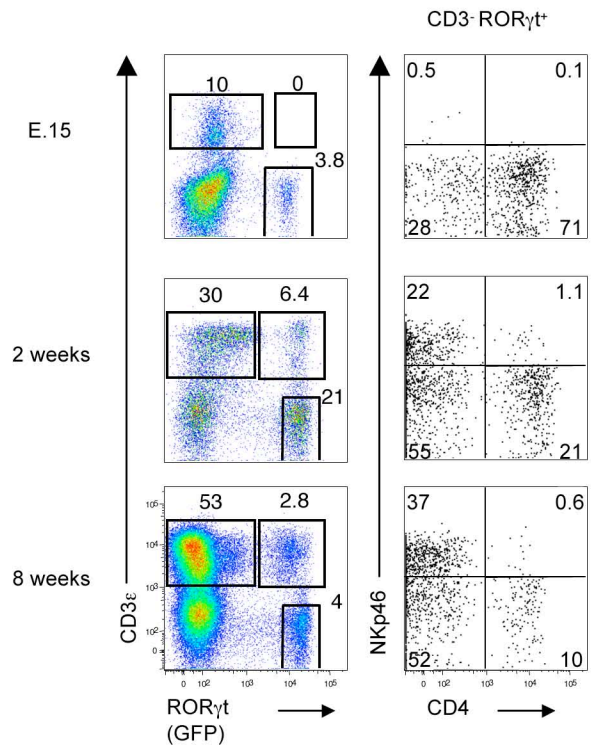 CD3- RORγt+
E.15
10
0
3.8
0.5
0.1
28
71
2 weeks
30
6.4
21
22
1.1
55
21
8 weeks
53
2.8
4
37
0.6
52
10
CD3ε
NKp46
10⁵
10⁴
10³
10²
0
0 10² 10³ 10⁴ 10⁵
0 10² 10³ 10⁴ 10⁵
RORγt
(GFP)
CD4